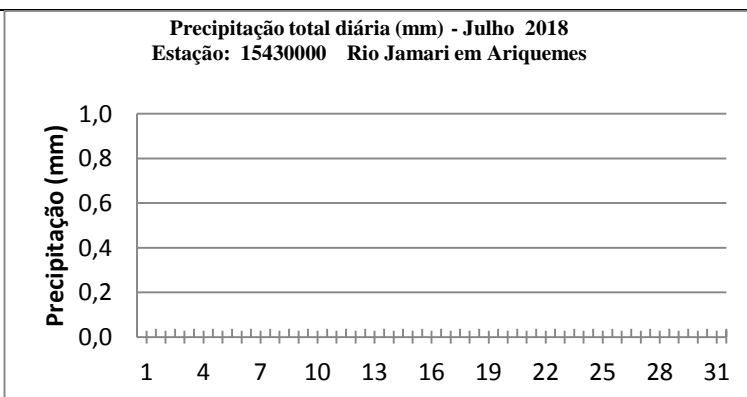 Precipitação total diária (mm) - Julho 2018
Estação: 15430000 Rio Jamari em Ariquemes
Precipitação (mm)
1,0
0,8
0,6
0,4
0,2
0,0
1 4 7 10 13 16 19 22 25 28 31